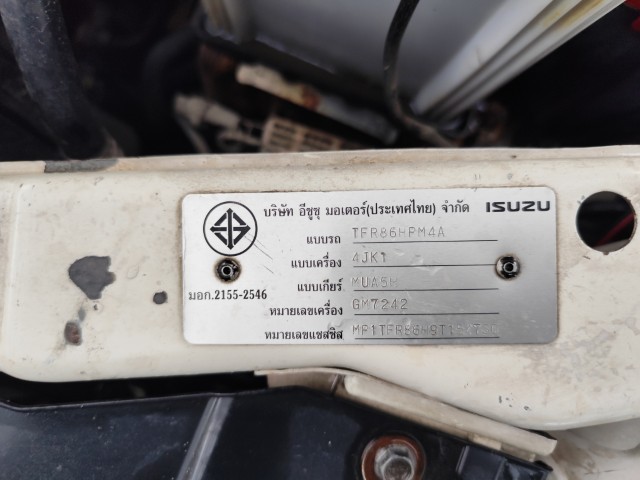 บริษัท อีซูซุ มอเตอร์(ประเทศไทย) จำกัด ISUZU
แบบรถ TFR86HPM4A
แบบเครื่อง 4JK1
แบบเกียร์
หมายเลขเครื่อง GM7242
หมายเลขแชสซิส
มอก.2155-2546